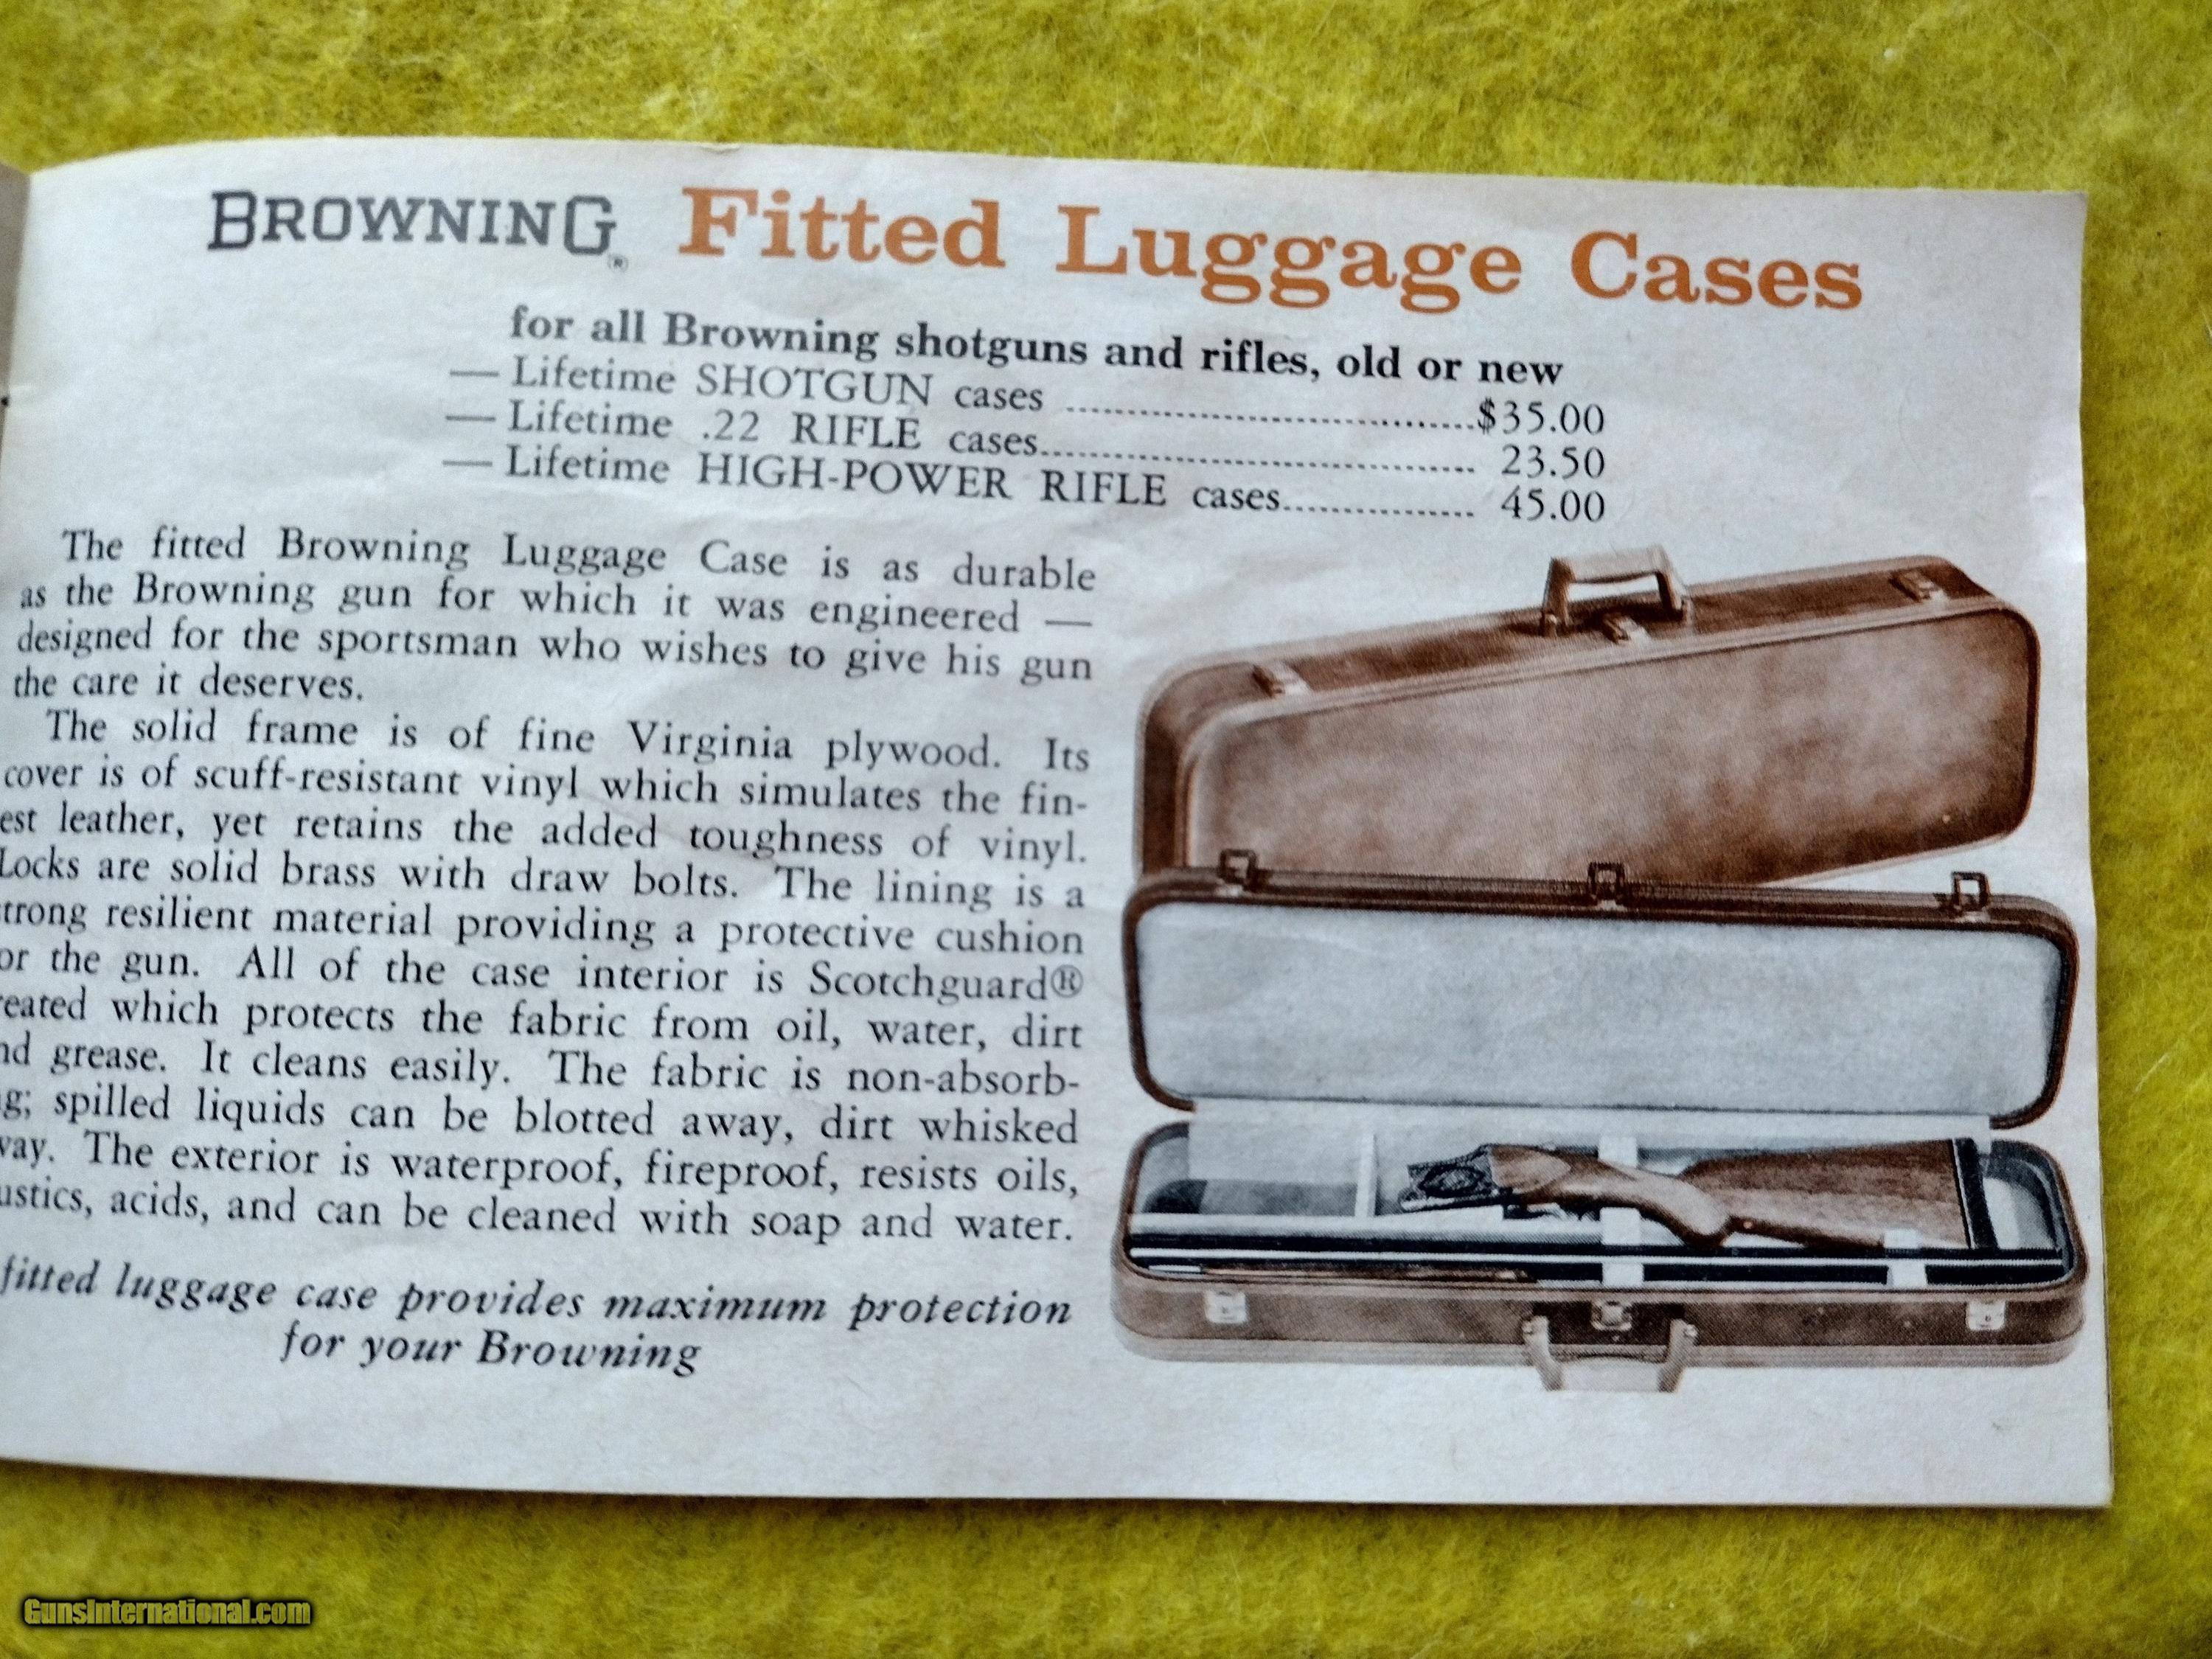 BROWNING® Fitted Luggage Cases
for all Browning shotguns and rifles, old or new
— Lifetime SHOTGUN cases ........................................ $35.00
— Lifetime .22 RIFLE cases........................................ 23.50
— Lifetime HIGH-POWER RIFLE cases................. 45.00
The fitted Browning Luggage Case is as durable
as the Browning gun for which it was engineered —
designed for the sportsman who wishes to give his gun
the care it deserves.
The solid frame is of fine Virginia plywood. Its
cover is of scuff-resistant vinyl which simulates the fin-
est leather, yet retains the added toughness of vinyl.
Locks are solid brass with draw bolts. The lining is a
trong resilient material providing a protective cushion
or the gun. All of the case interior is Scotchguard®
reated which protects the fabric from oil, water, dirt
nd grease. It cleans easily. The fabric is non-absorb-
g; spilled liquids can be blotted away, dirt whisked
way. The exterior is waterproof, fireproof, resists oils,
ustics, acids, and can be cleaned with soap and water.
fitted luggage case provides maximum protection
for your Browning
GunsInternational.com